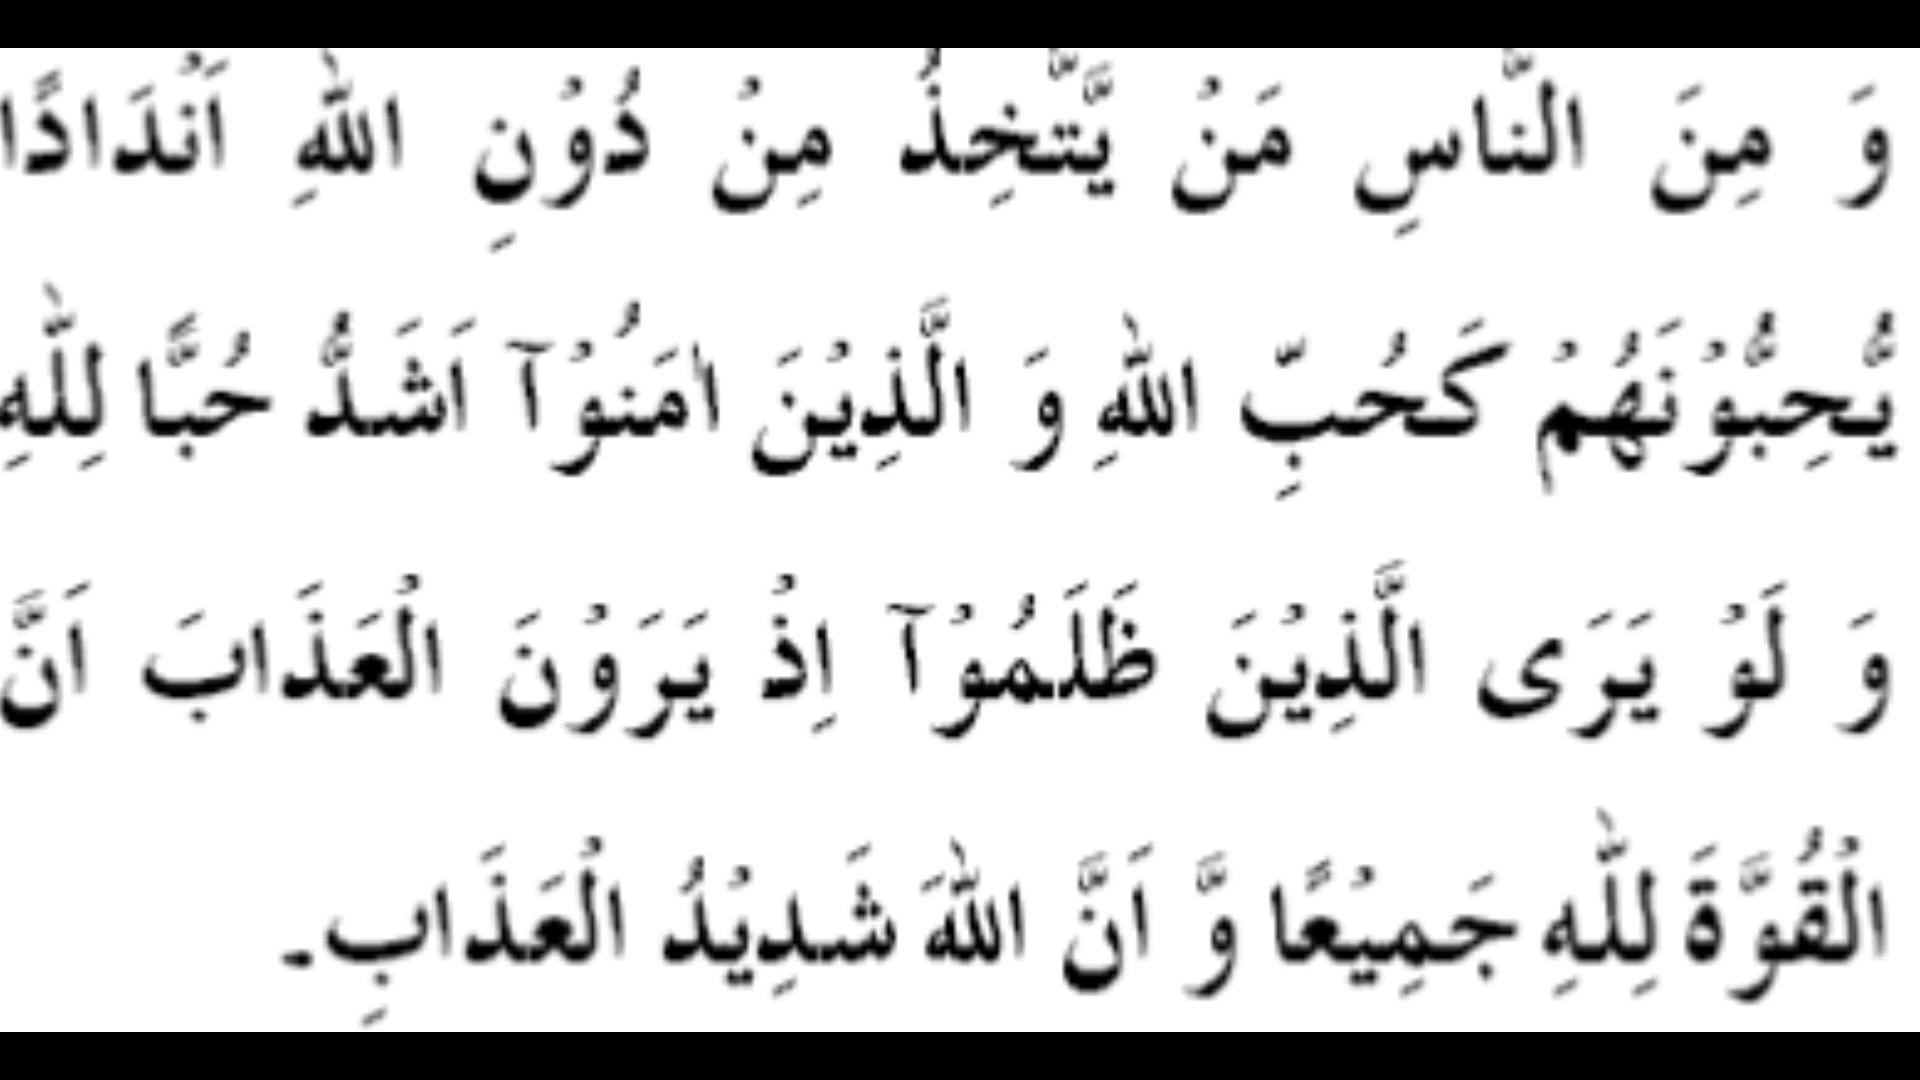 وَ مِنَ النَّاسِ مَنْ یَّتَّخِذُ مِنْ دُوْنِ اللّٰهِ اَنْدَادًا
یُّحِبُّوْنَهُمْ كَحُبِّ اللّٰهِ وَ الَّذِیْنَ اٰمَنُوْۤا اَشَدُّ حُبًّا لِلّٰهِ
وَ لَوْ یَرَى الَّذِیْنَ ظَلَمُوْۤا اِذْ یَرَوْنَ الْعَذَابَ اَنَّ
الْقُوَّةَ لِلّٰهِ جَمِیْعًا وَّ اَنَّ اللّٰهَ شَدِیْدُ الْعَذَابِ۔